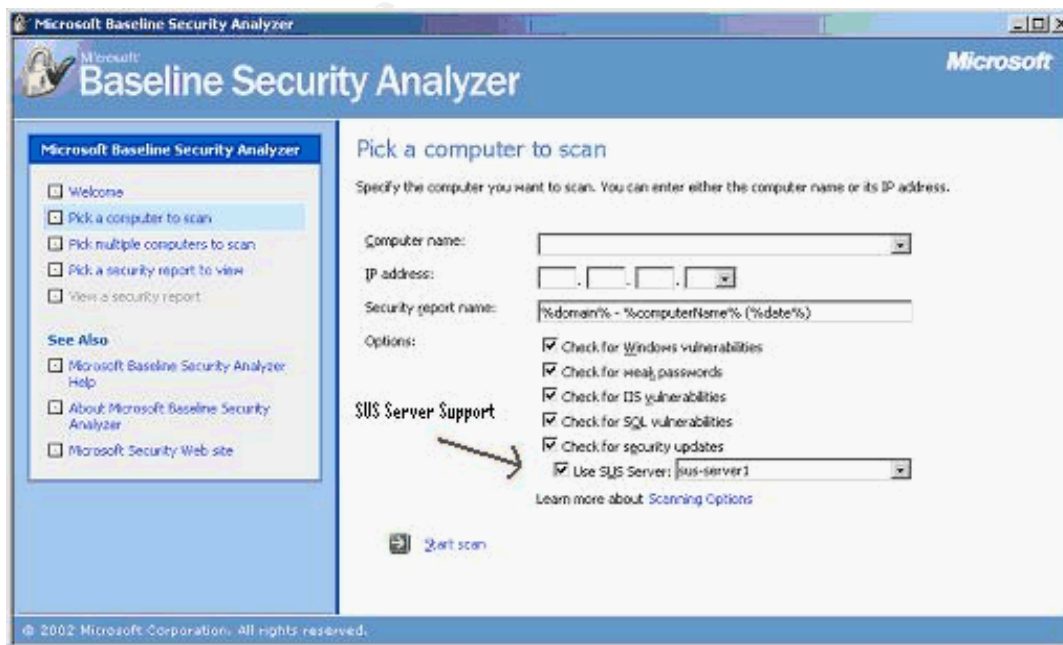 Microsoft Baseline Security Analyzer
Microsoft
Baseline Security Analyzer
Microsoft
Microsoft Baseline Security Analyzer
Welcome
Pick a computer to scan
Pick multiple computers to scan
Pick a security report to view
View a security report
See Also
Microsoft Baseline Security Analyzer
Help
About Microsoft Baseline Security
Analyzer
Microsoft Security Web site
Pick a computer to scan
Specify the computer you want to scan. You can enter either the computer name or its IP address.
Computer name:
IP address:
Security report name: %domain% - %computerName% (%date%)
Options:
Check for Windows vulnerabilities
Check for weak passwords
Check for IIS vulnerabilities
Check for SQL vulnerabilities
Check for security updates
SUS Server Support
Use SUS Server: sus-server1
Learn more about Scanning Options
Start scan
© 2002 Microsoft Corporation. All rights reserved.